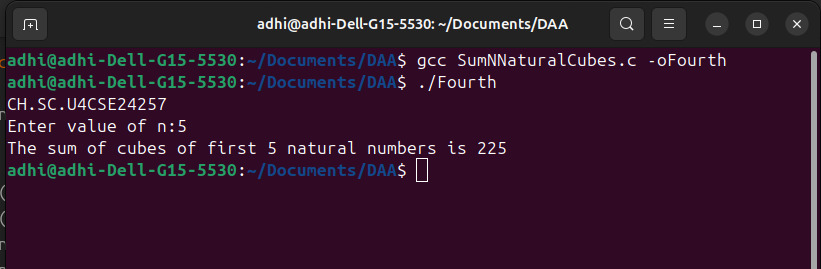 adhi@adhi-Dell-G15-5530: ~/Documents/DAA
adhi@adhi-Dell-G15-5530:~/Documents/DAA$ gcc SumNNaturalCubes.c -oFourth
adhi@adhi-Dell-G15-5530:~/Documents/DAA$ ./Fourth
CH.SC.U4CSE24257
Enter value of n:5
The sum of cubes of first 5 natural numbers is 225
adhi@adhi-Dell-G15-5530:~/Documents/DAA$